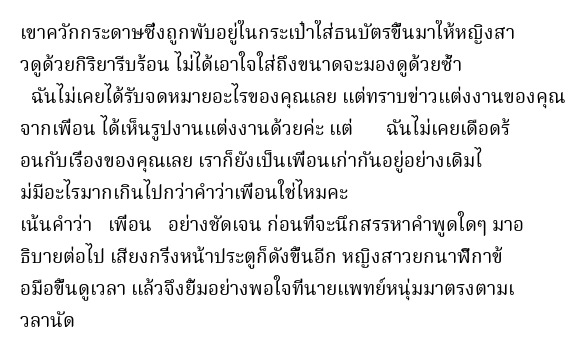 เขาควักกระดาษซึ่งถูกพับอยู่ในกระเป๋าใส่ธนบัตรขึ้นมาให้หญิงสา
วดูด้วยกิริยารีบร้อน ไม่ได้เอาใจใส่ถึงขนาดจะมองดูด้วยซ้ำ
ฉันไม่เคยได้รับจดหมายอะไรของคุณเลย แต่ทราบข่าวแต่งงานของคุณ
จากเพื่อน ได้เห็นรูปงานแต่งงานด้วยค่ะ แต่ ฉันไม่เคยเดือดร้
อนกับเรื่องของคุณเลย เราก็ยังเป็นเพื่อนเก่ากันอยู่อย่างเดิมไ
ม่มีอะไรมากเกินไปกว่าคำว่าเพื่อนใช่ไหมคะ
เน้นคำว่า เพื่อน อย่างชัดเจน ก่อนที่จะนึกสรรหาคำพูดใดๆ มาอ
ธิบายต่อไป เสียงกริ่งหน้าประตูก็ดังขึ้นอีก หญิงสาวยกนาฬิกาข้
อมือขึ้นดูเวลา แล้วจึงยิ้มอย่างพอใจที่นายแพทย์หนุ่มมาตรงตามเ
วลานัด